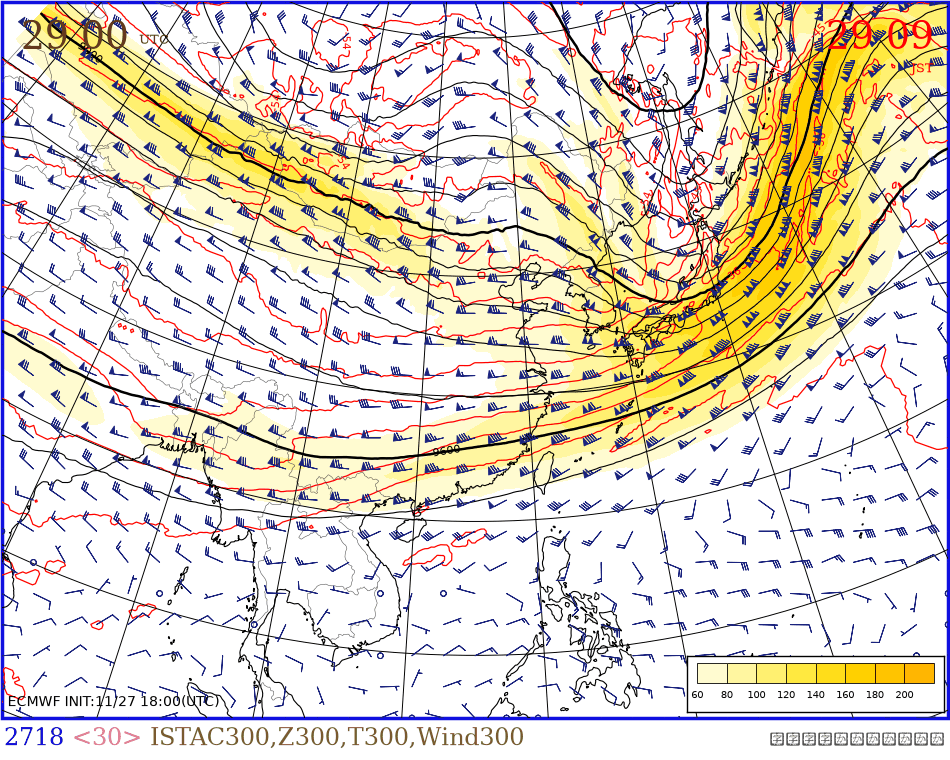 29.00 UTC
29 09 JST
9600
ECMWF INIT:11/27 18:00(UTC)
60 80 100 120 140 160 180 200
2718 <30> ISTAC300,Z300,T300,Wind300